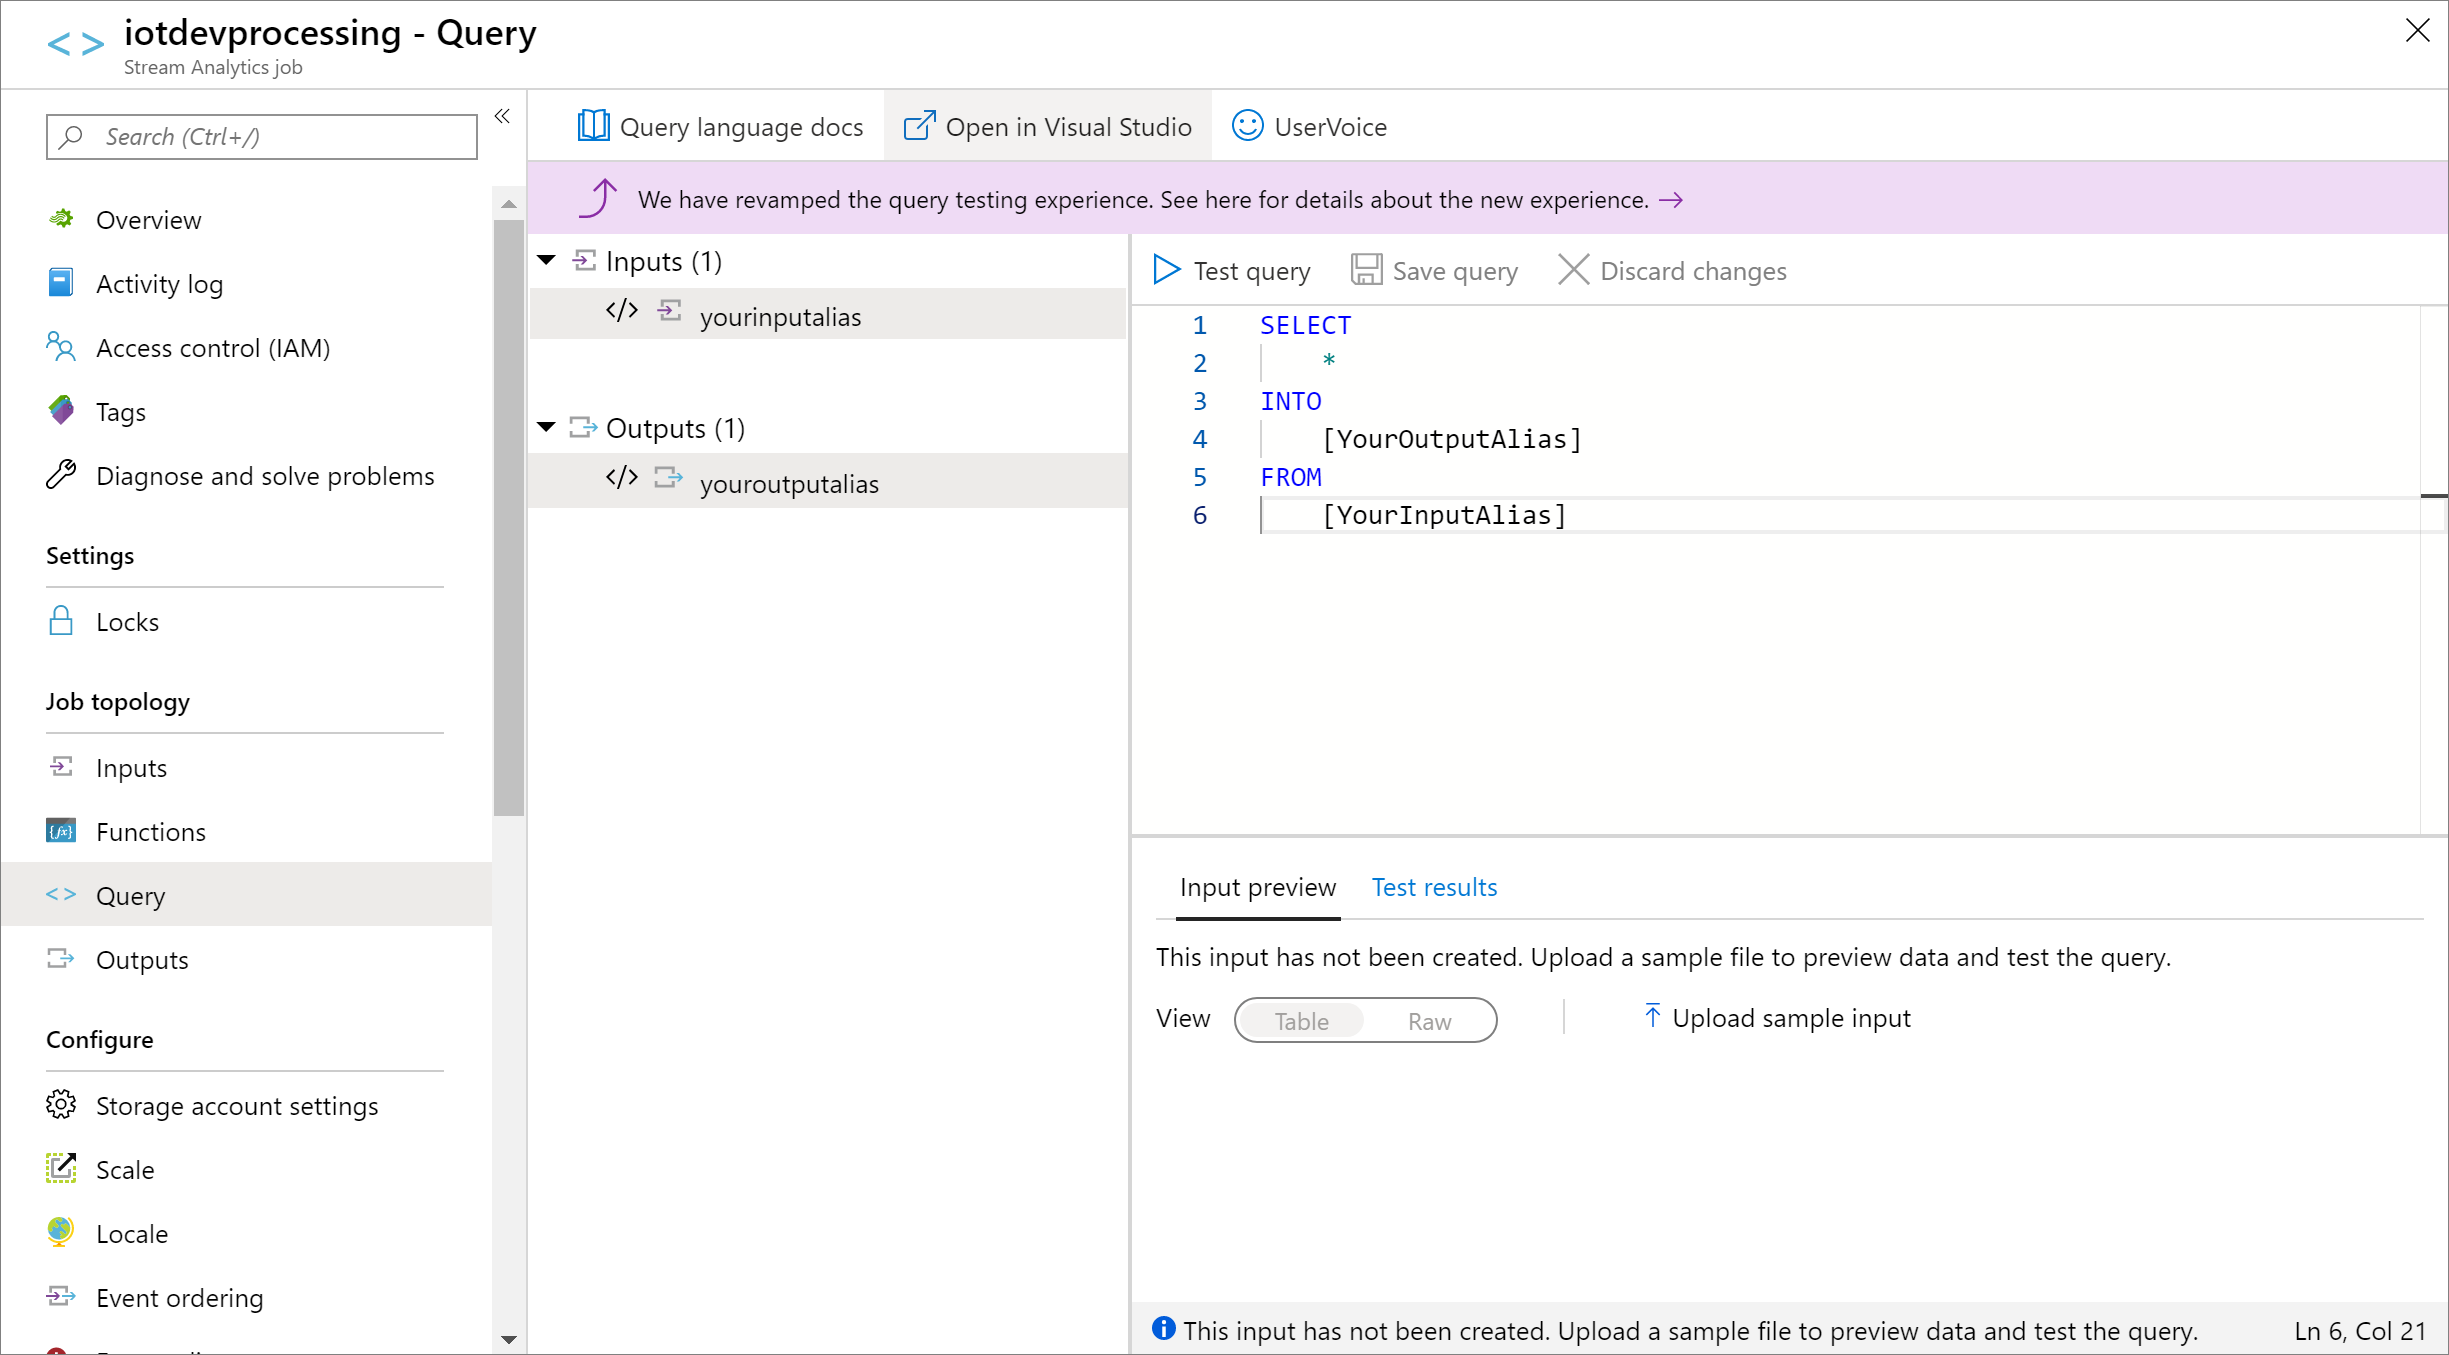 iotdevprocessing - Query
Stream Analytics job
Search (Ctrl+/)
Overview
Activity log
Access control (IAM)
Tags
Diagnose and solve problems
Settings
Locks
Job topology
Inputs
Functions
Query
Outputs
Configure
Storage account settings
Scale
Locale
Event ordering
Query language docs
Open in Visual Studio
UserVoice
We have revamped the query testing experience. See here for details about the new experience. →
Inputs (1)
</> yourinputalias
Outputs (1)
</> youroutputalias
Test query
Save query
Discard changes
1 SELECT
2 *
3 INTO
4 [YourOutputAlias]
5 FROM
6 [YourInputAlias]
Input preview
Test results
This input has not been created. Upload a sample file to preview data and test the query.
View
Table
Raw
Upload sample input
This input has not been created. Upload a sample file to preview data and test the query.
Ln 6, Col 21